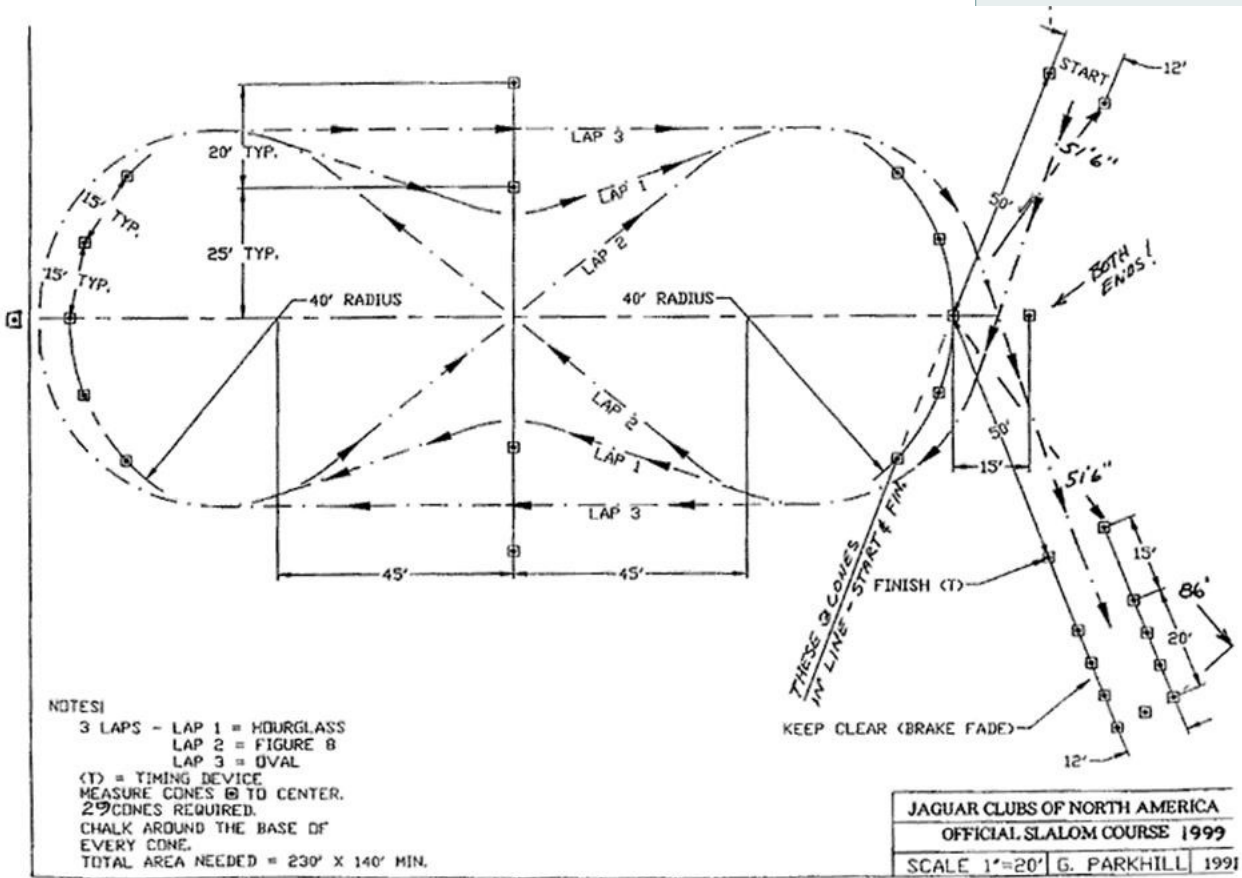 START
12'
LAP 3
20' TYP.
51'6"
LAP 1
50'
15' TYP.
LAP 2
25' TYP.
BOTH
ENDS!
15' TYP.
40' RADIUS
40' RADIUS
LAP 2
50'
LAP 1
15'
51'6"
LAP 3
THESE 3 CONES
IN LINE - START & FIN.
45'
45'
FINISH (T)
15'
86'
20'
KEEP CLEAR (BRAKE FADE)
12'
NOTES!
3 LAPS - LAP 1 = HOURGLASS
LAP 2 = FIGURE 8
LAP 3 = OVAL
(T) = TIMING DEVICE
MEASURE CONES TO CENTER.
29 CONES REQUIRED.
CHALK AROUND THE BASE OF
EVERY CONE.
TOTAL AREA NEEDED = 230' X 140' MIN.
JAGUAR CLUBS OF NORTH AMERICA
OFFICIAL SLALOM COURSE 1999
SCALE 1"=20' G. PARKHILL 1991